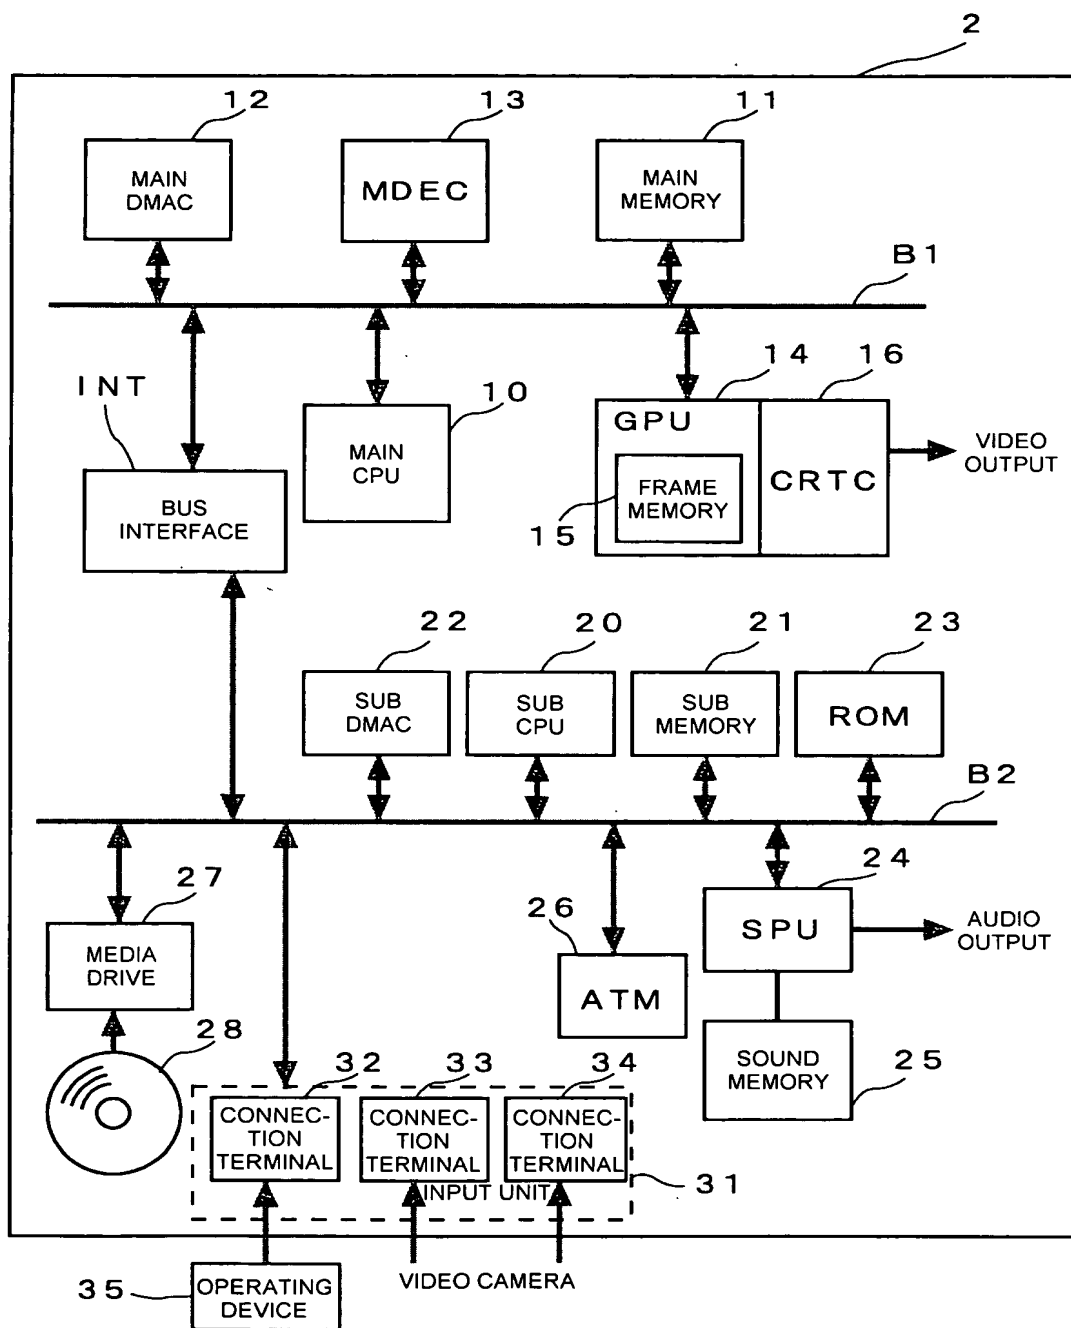 2
12
13
11
MAIN
DMAC
MDEC
MAIN
MEMORY
B1
INT
10
14
16
MAIN
CPU
GPU
CRTC
VIDEO
OUTPUT
FRAME
MEMORY
15
BUS
INTERFACE
22
20
21
23
SUB
DMAC
SUB
CPU
SUB
MEMORY
ROM
B2
27
26
24
MEDIA
DRIVE
ATM
SPU
AUDIO
OUTPUT
28
SOUND
MEMORY
25
32
33
34
CONNEC-
TION
TERMINAL
CONNEC-
TION
TERMINAL
CONNEC-
TION
TERMINAL
INPUT UNIT
31
35
OPERATING
DEVICE
VIDEO CAMERA